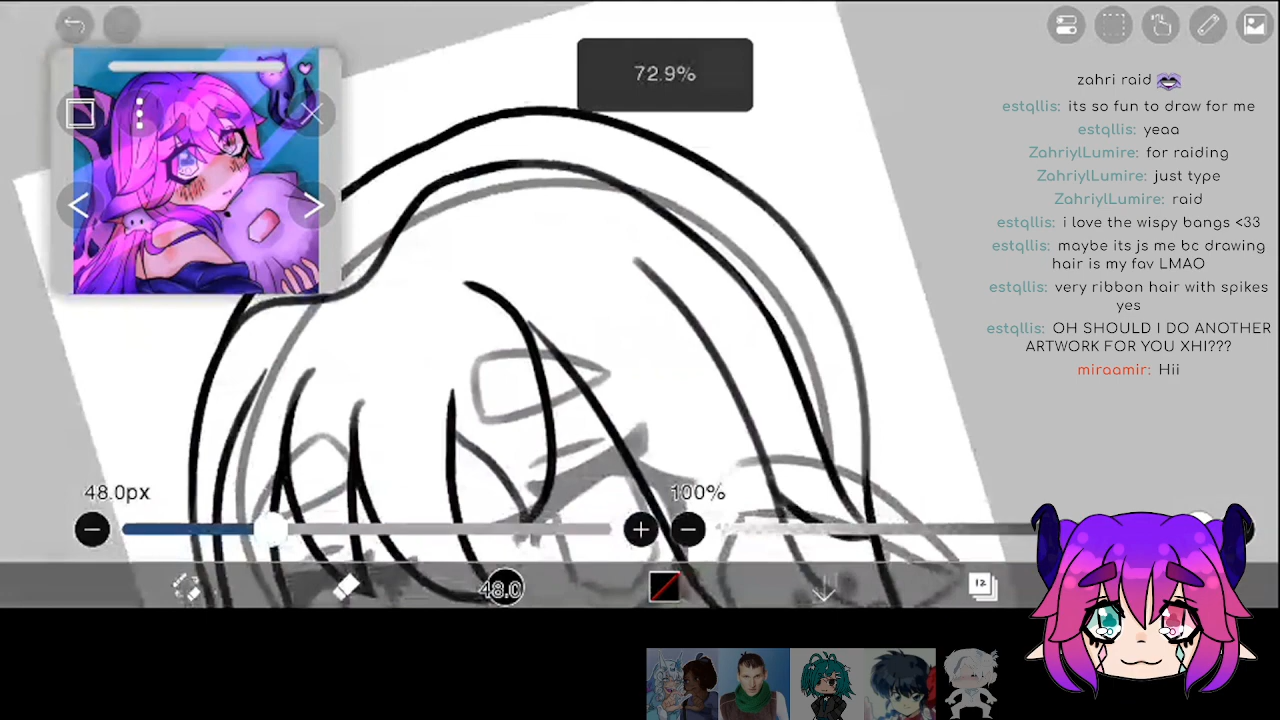 72.9%
zahri raid
estqllis: its so fun to draw for me
estqllis: yeaa
ZahriylLumire: for raiding
ZahriylLumire: just type
ZahriylLumire: raid
estqllis: i love the wispy bangs <33
estqllis: maybe its js me bc drawing
hair is my fav LMAO
estqllis: very ribbon hair with spikes
yes
estqllis: OH SHOULD I DO ANOTHER
ARTWORK FOR YOU XHI???
miraamir: Hii
48.0px
100%
48.0
12